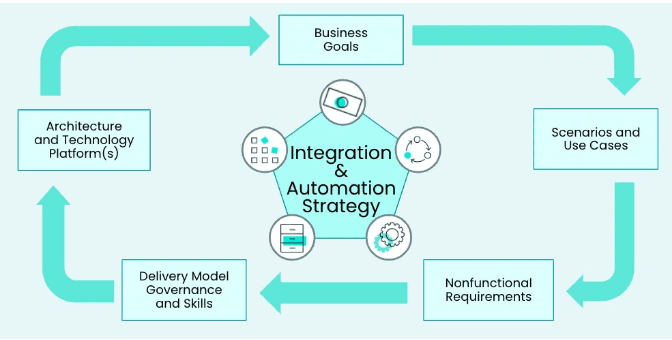 Business
Goals
Scenarios and
Use Cases
Nonfunctional
Requirements
Delivery Model
Governance
and Skills
Architecture
and Technology
Platform(s)
Integration
&
Automation
Strategy